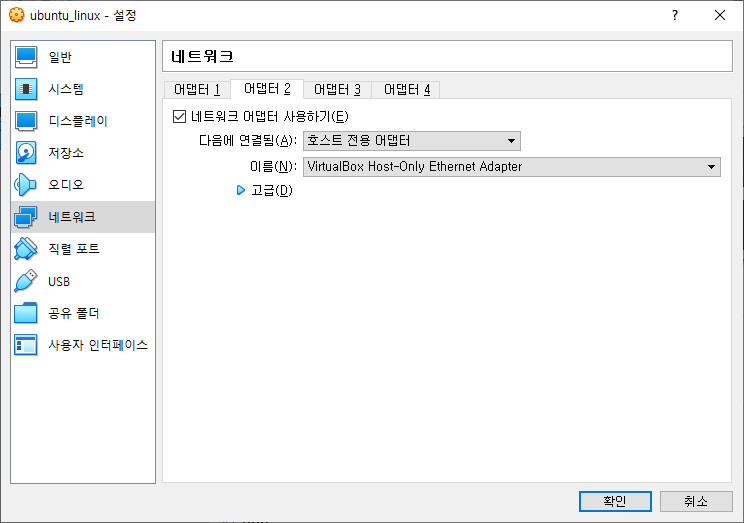 ubuntu_linux - 설정
? 
일반
시스템
디스플레이
저장소
오디오
네트워크
직렬 포트
USB
공유 폴더
사용자 인터페이스
네트워크
어댑터 1 어댑터 2 어댑터 3 어댑터 4
네트워크 어댑터 사용하기(E)
다음에 연결됨(A): 호스트 전용 어댑터
이름(N): VirtualBox Host-Only Ethernet Adapter
고급(D)
확인 취소